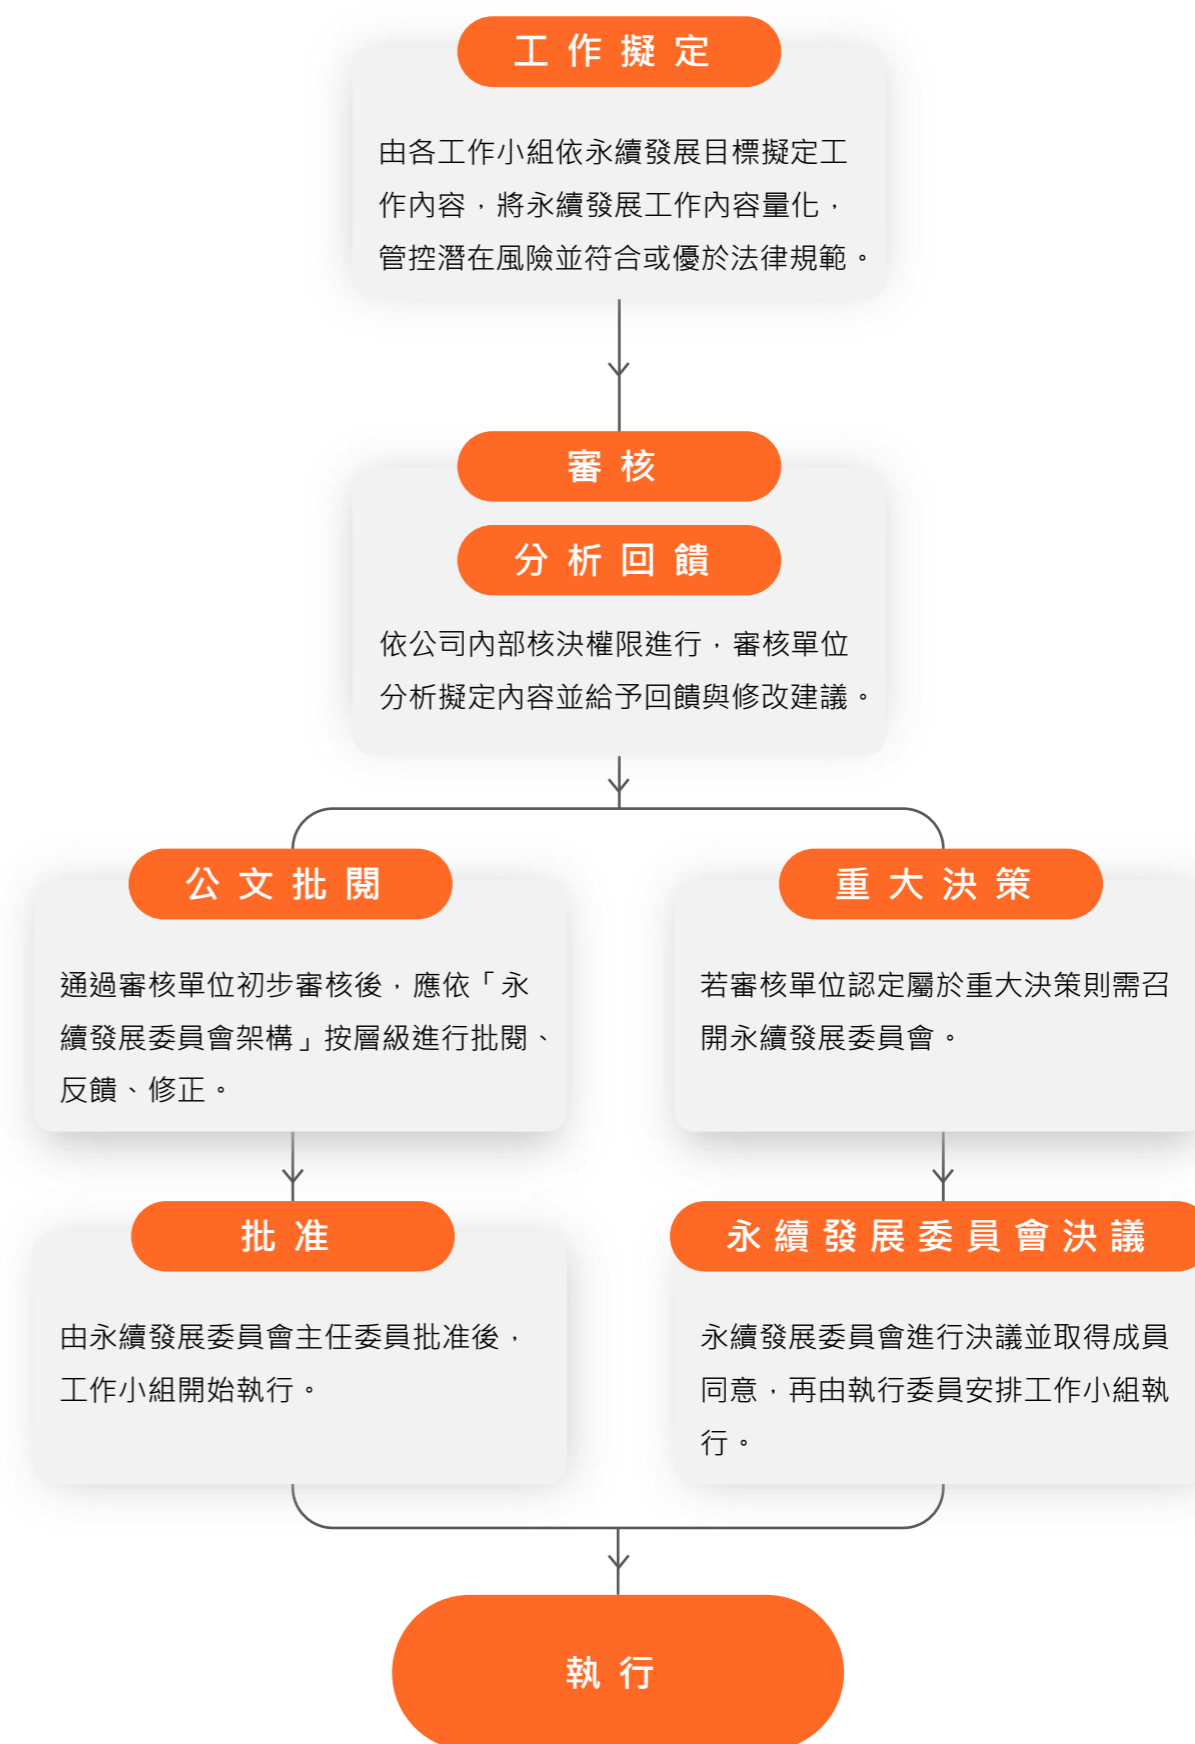 工作擬定
由各工作小組依永續發展目標擬定工
作內容，將永續發展工作內容量化，
管控潛在風險並符合或優於法律規範。
審核
分析回饋
依公司內部核決權限進行，審核單位
分析擬定內容並給予回饋與修改建議。
公文批閱
通過審核單位初步審核後，應依「永
續發展委員會架構」按層級進行批閱、
反饋、修正。
重大決策
若審核單位認定屬於重大決策則需召
開永續發展委員會。
批准
由永續發展委員會主任委員批准後，
工作小組開始執行。
永續發展委員會決議
永續發展委員會進行決議並取得成員
同意，再由執行委員安排工作小組執
行。
執行